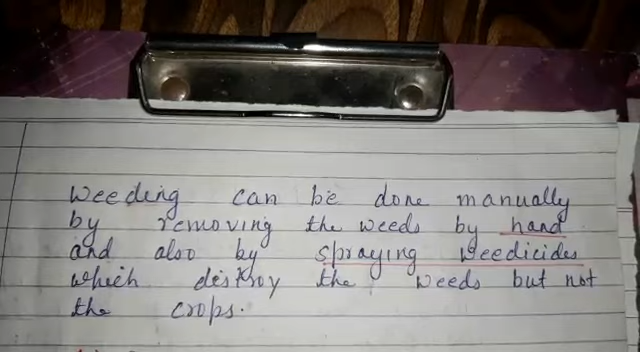 Weeding can be done manually
by removing the weeds by hand
and also by spraying weedicides
which destroy the weeds but not
the crops.